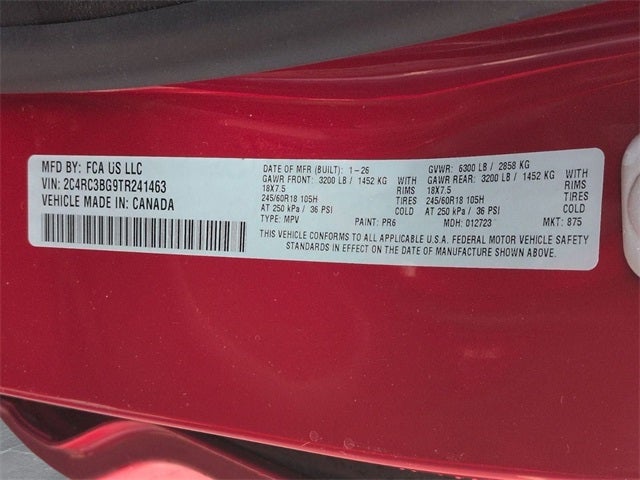 MFD BY: FCA US LLC
VIN: 2C4RC3BG9TR241463
VEHICLE MADE IN: CANADA
DATE OF MFR (BUILT): 1-26 GVWR: 6300 LB / 2858 KG
GAWR FRONT: 3200 LB / 1452 KG WITH GAWR REAR: 3200 LB / 1452 KG WITH
18X7.5 RIMS 18X7.5 RIMS
245/60R18 105H TIRES 245/60R18 105H TIRES
AT 250 kPa / 36 PSI COLD AT 250 kPa / 36 PSI COLD
TYPE: MPV PAINT: PR6 MDH: 012723 MKT: 875
THIS VEHICLE CONFORMS TO ALL APPLICABLE U.S.A. FEDERAL MOTOR VEHICLE SAFETY
STANDARDS IN EFFECT ON THE DATE OF MANUFACTURE SHOWN ABOVE.